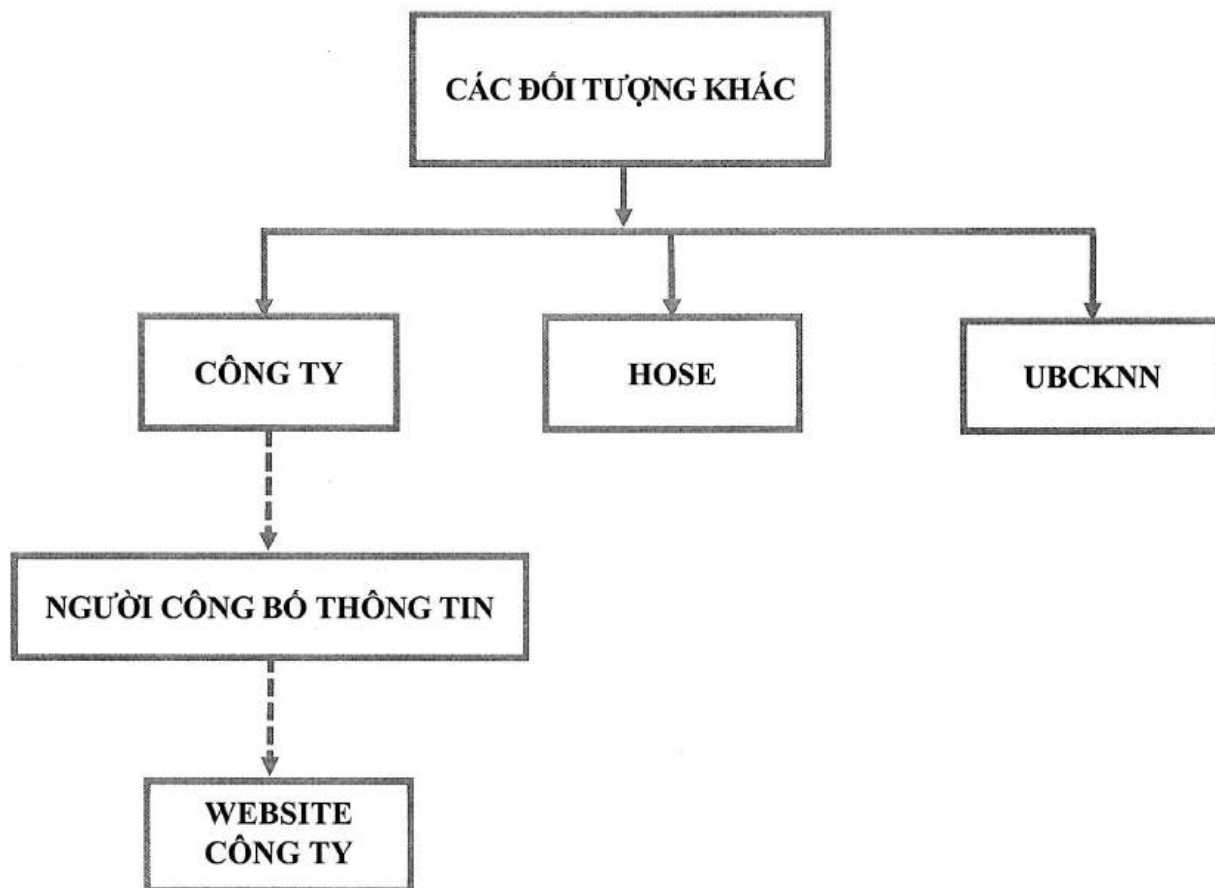 CÁC ĐỐI TƯỢNG KHÁC
CÔNG TY
HOSE
UBCKNN
NGƯỜI CÔNG BỐ THÔNG TIN
WEBSITE
CÔNG TY